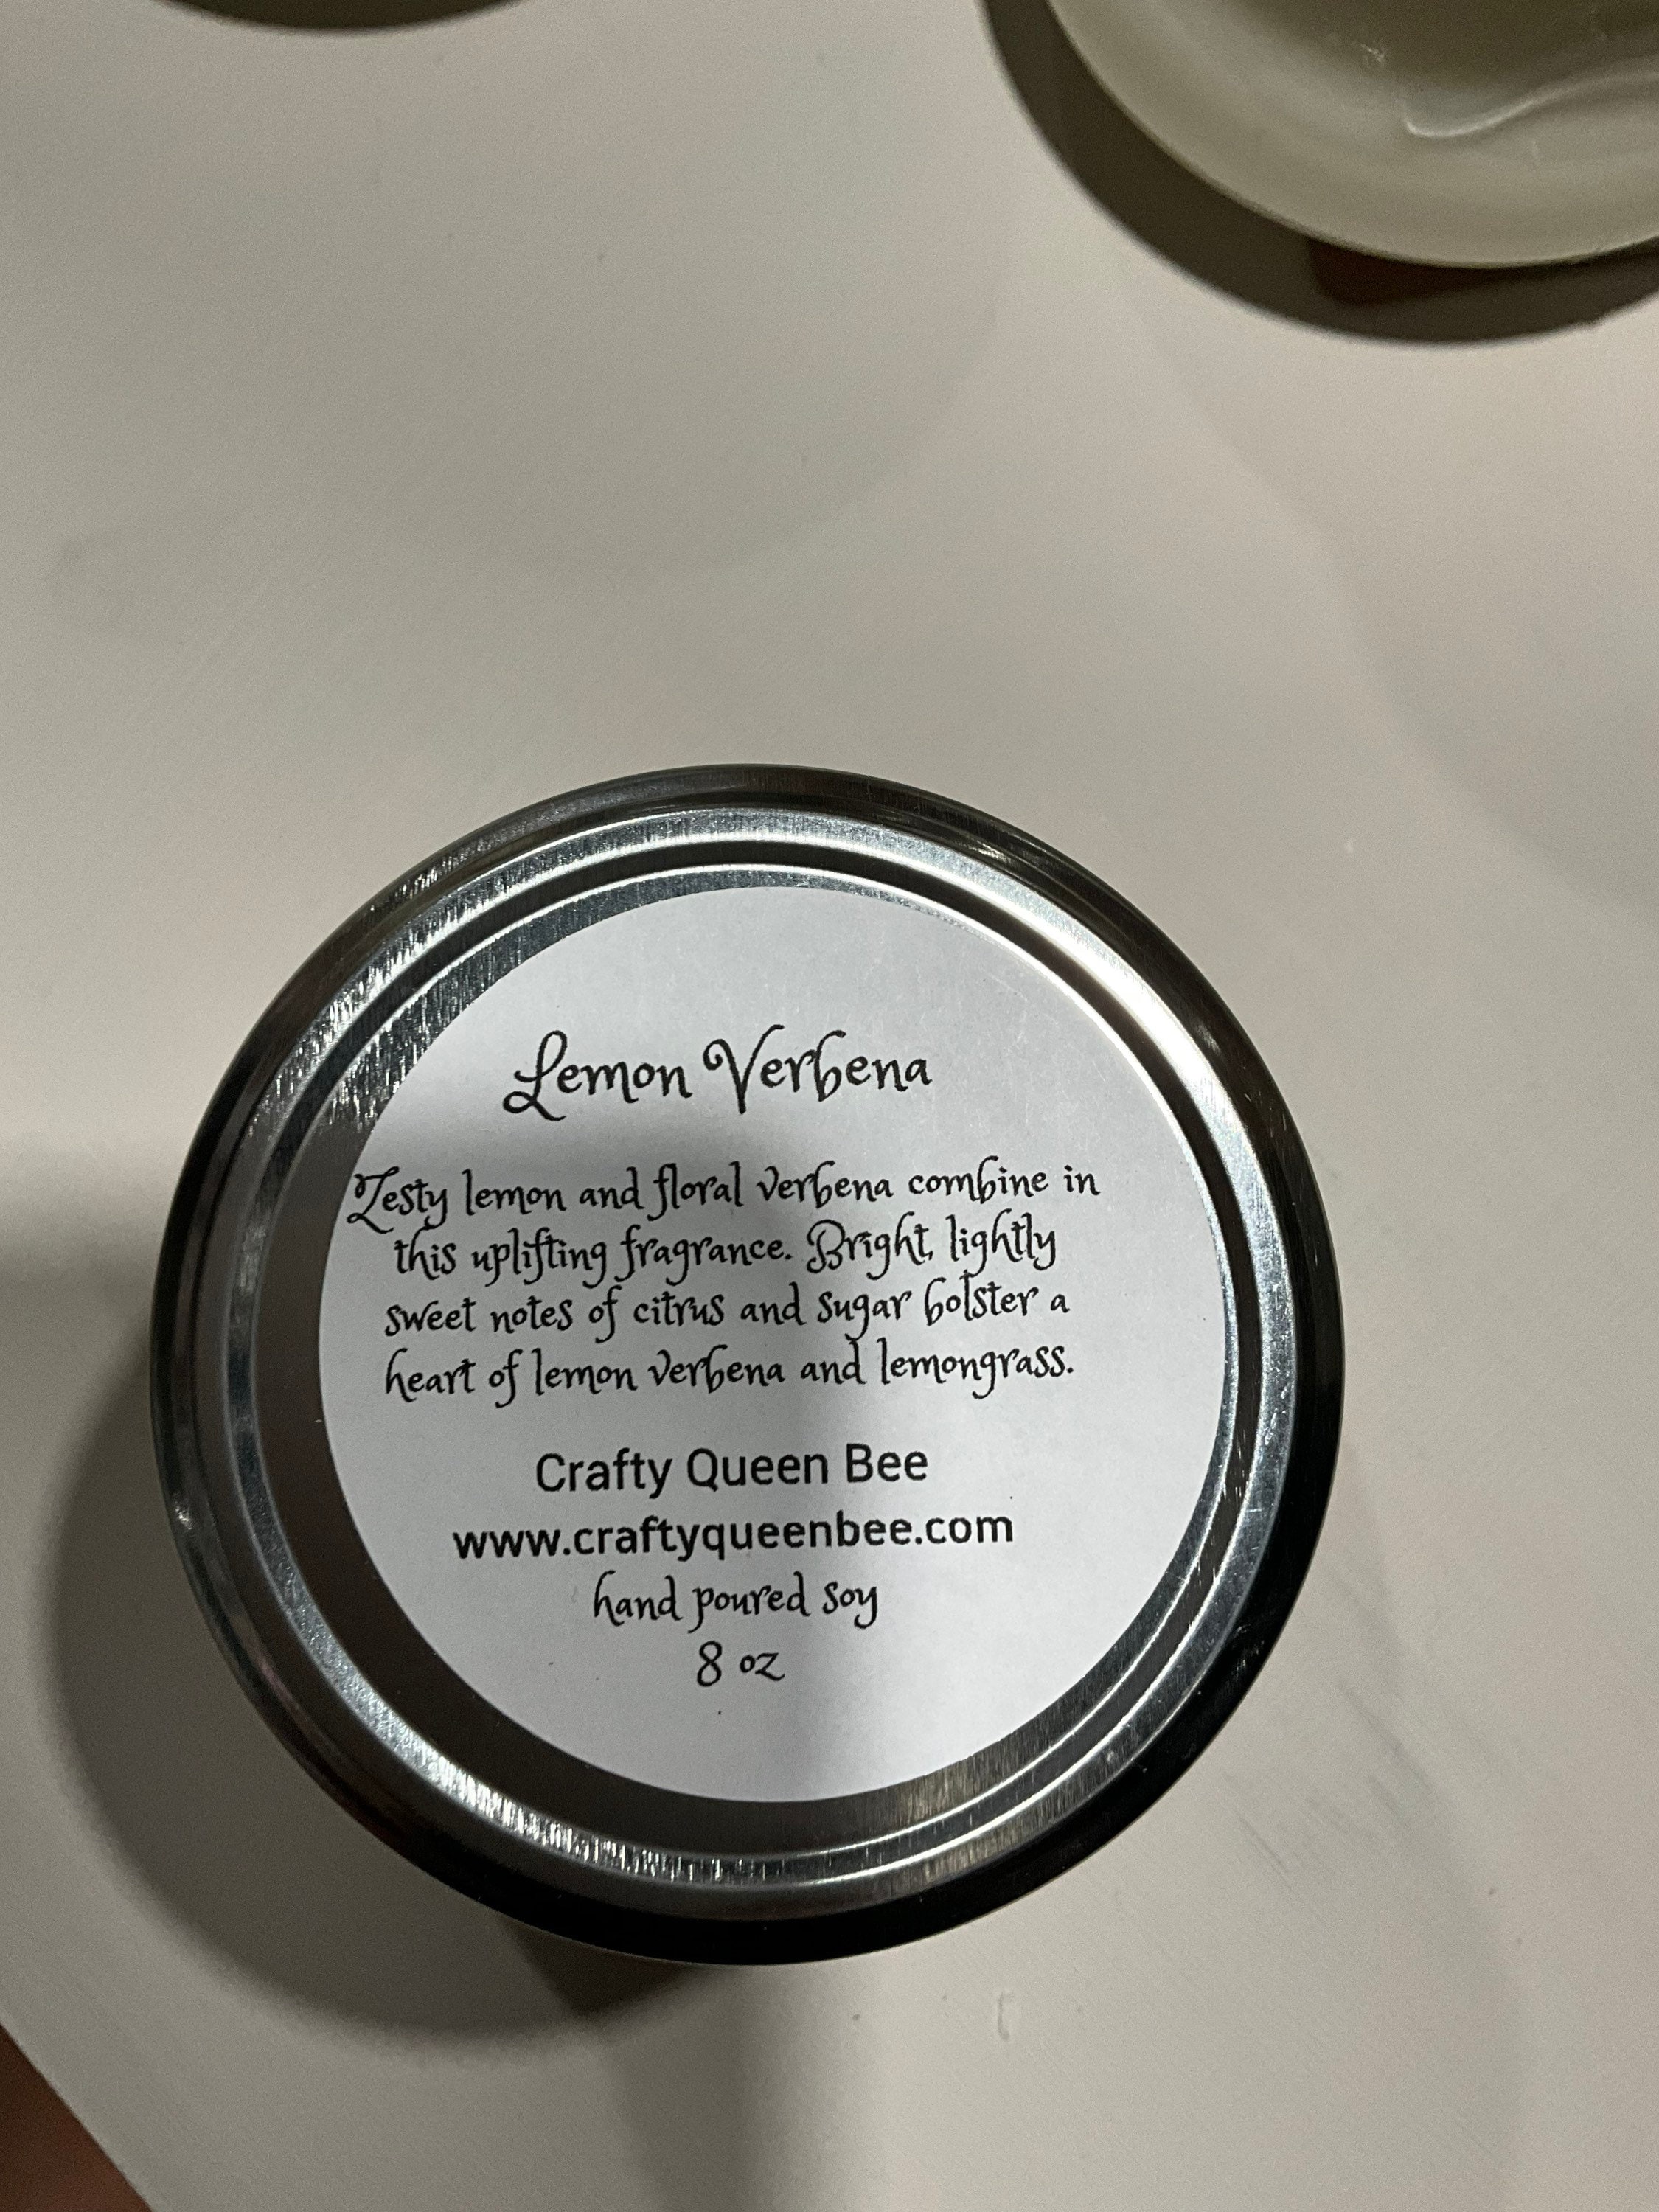 Lemon Verbena
Zesty lemon and floral verbena combine in
this uplifting fragrance. Bright, lightly
sweet notes of citrus and sugar bolster a
heart of lemon verbena and lemongrass.
Crafty Queen Bee
www.craftyqueenbee.com
hand poured soy
8 oz